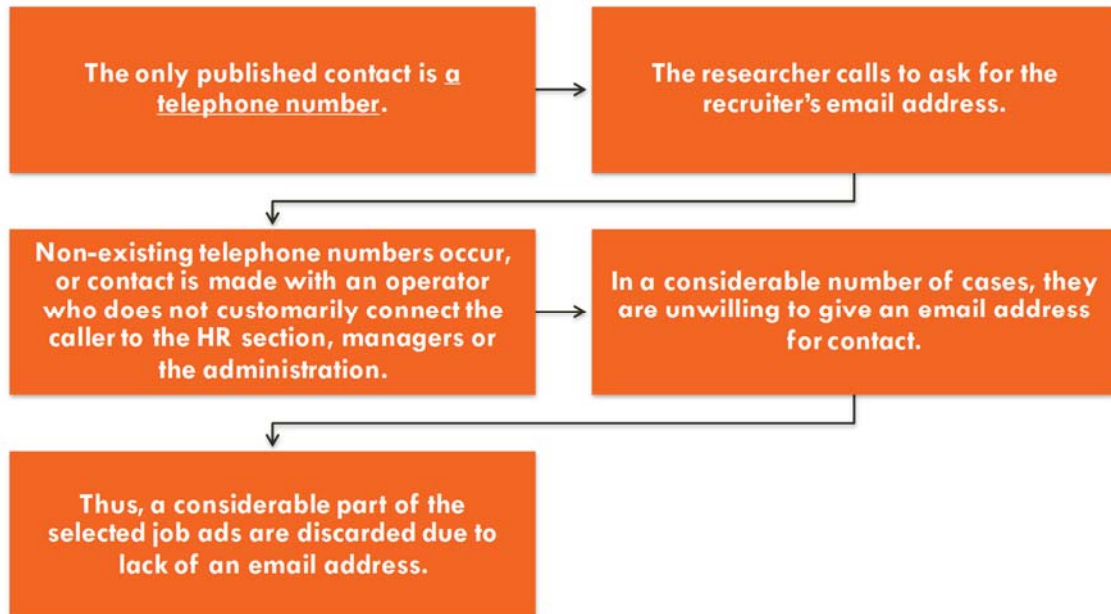 The only published contact is a
telephone number.
The researcher calls to ask for the
recruiter’s email address.
Non-existing telephone numbers occur,
or contact is made with an operator
who does not customarily connect the
caller to the HR section, managers or
the administration.
In a considerable number of cases, they
are unwilling to give an email address
for contact.
Thus, a considerable part of the
selected job ads are discarded due to
lack of an email address.